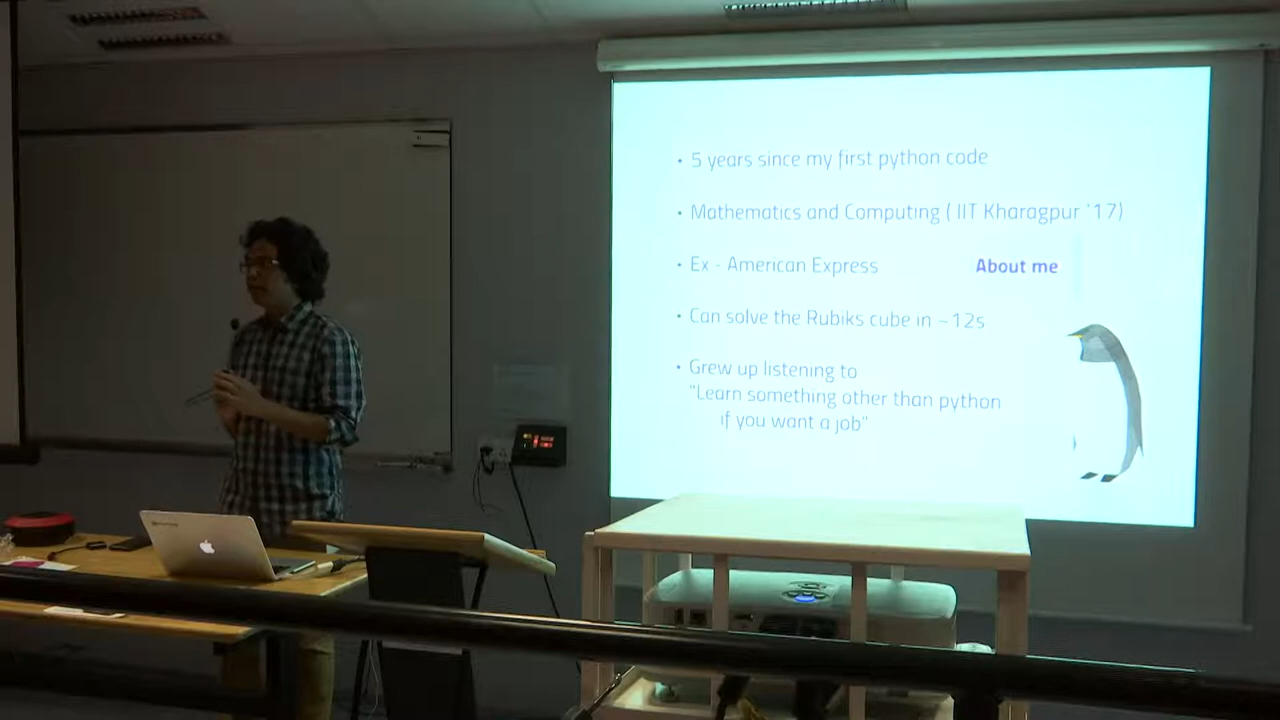 • 5 years since my first python code
• Mathematics and Computing ( IIT Kharagpur '17)
• Ex - American Express
About me
• Can solve the Rubiks cube in ~12s
• Grew up listening to
"Learn something other than python
if you want a job"